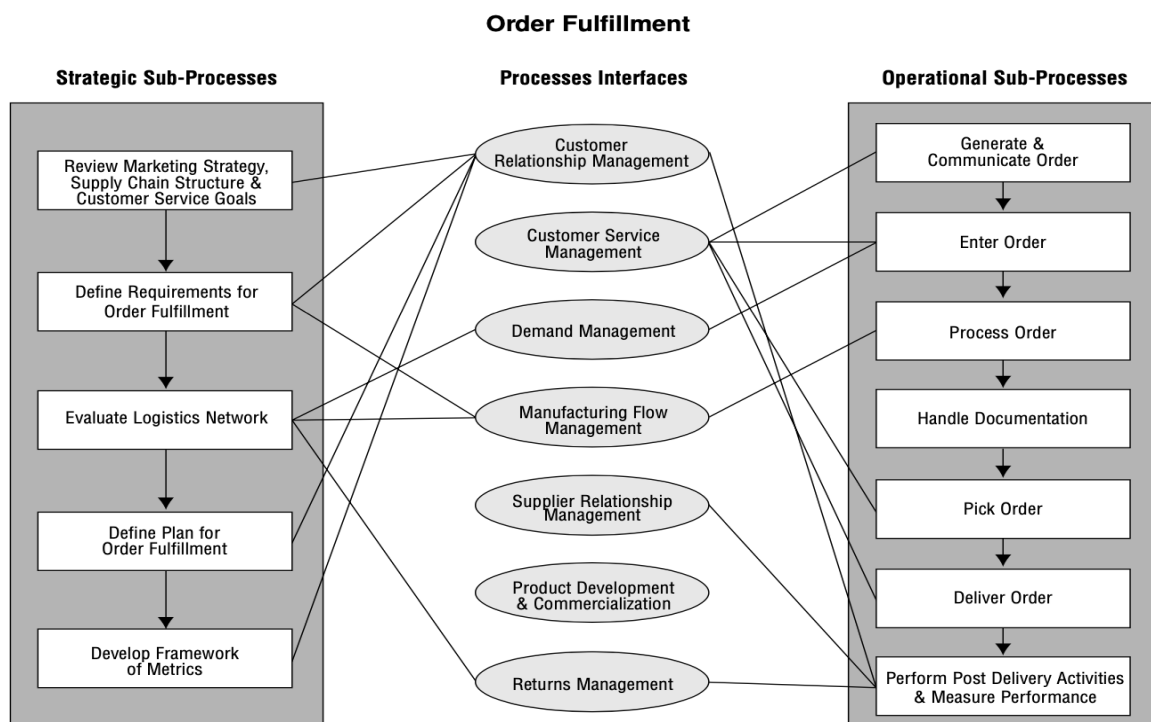 Order Fulfillment
Strategic Sub-Processes
Review Marketing Strategy,
Supply Chain Structure &
Customer Service Goals
Define Requirements for
Order Fulfillment
Evaluate Logistics Network
Define Plan for
Order Fulfillment
Develop Framework
of Metrics
Processes Interfaces
Customer
Relationship Management
Customer Service
Management
Demand Management
Manufacturing Flow
Management
Supplier Relationship
Management
Product Development
& Commercialization
Returns Management
Operational Sub-Processes
Generate &
Communicate Order
Enter Order
Process Order
Handle Documentation
Pick Order
Deliver Order
Perform Post Delivery Activities
& Measure Performance